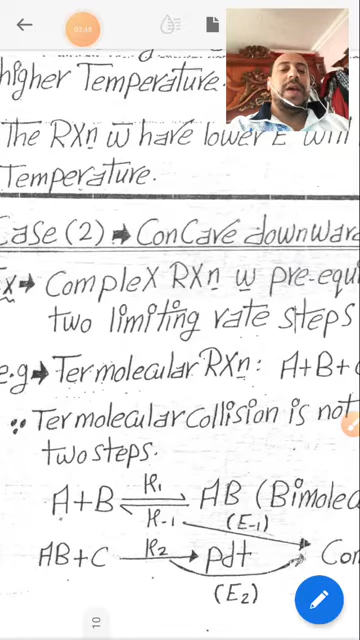 03:48
higher Temperature.
The RXn w̄ have lower E will
Temperature.
Case (2) → ConCave downward
Ex → CompleX RXn w pre-equi
two limiting rate steps
e.g → Termolecular RXn: A+B+C
∵ Termolecular collision is not
two steps.
A+B ⇌ AB (Bimolec
K1
K-1
(E-1)
AB+C → pdt Con
K2
(E2)
10